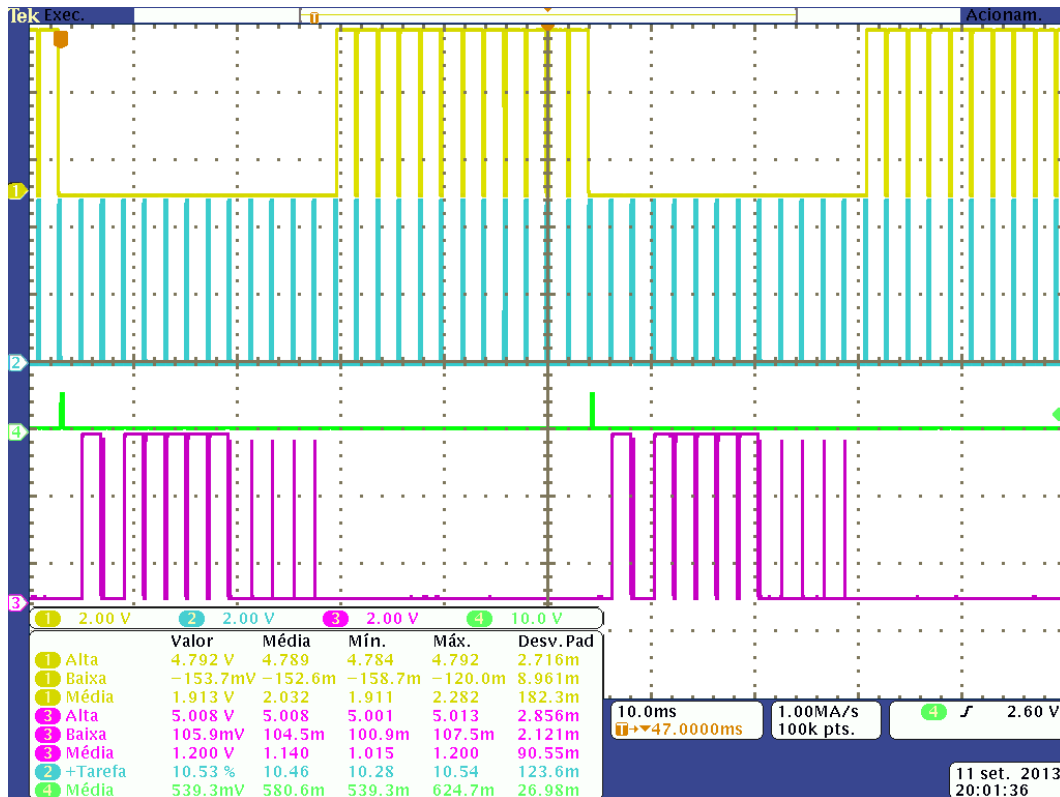 Tek Exec. Acionam.
T
1
2
4
3
1 2.00 V 2 2.00 V 3 2.00 V 4 10.0 V
Valor Média Mín. Máx. Desv.Pad
1 Alta 4.792 V 4.789 4.784 4.792 2.716m
1 Baixa −153.7mV −152.6m −158.7m −120.0m 8.961m
1 Média 1.913 V 2.032 1.911 2.282 182.3m
3 Alta 5.008 V 5.008 5.001 5.013 2.856m
3 Baixa 105.9mV 104.5m 100.9m 107.5m 2.121m
3 Média 1.200 V 1.140 1.015 1.200 90.55m
2 +Tarefa 10.53 % 10.46 10.28 10.54 123.6m
4 Média 539.3mV 580.6m 539.3m 624.7m 26.98m
10.0ms
T→▼47.0000ms
1.00MA/s
100k pts.
4 2.60 V
11 set. 2013
20:01:36